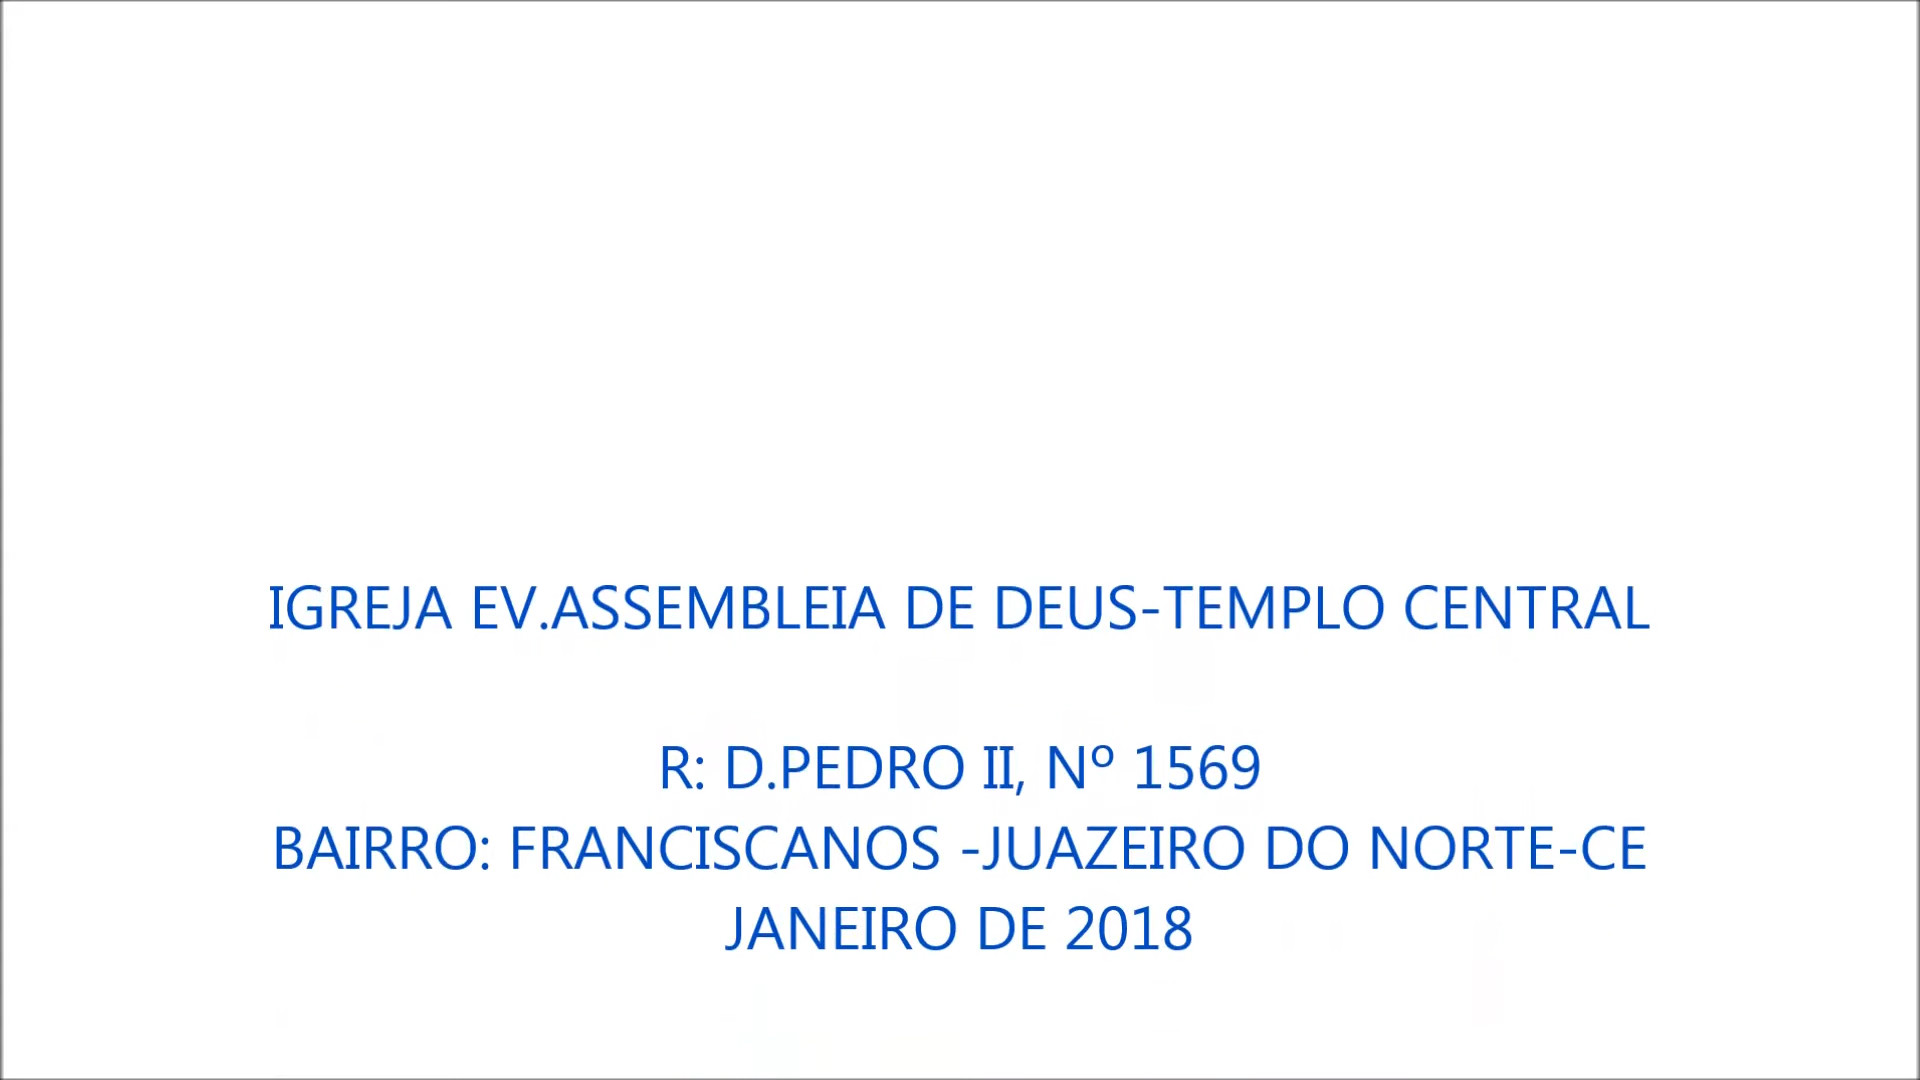 IGREJA EV.ASSEMBLEIA DE DEUS-TEMPLO CENTRAL
R: D.PEDRO II, Nº 1569
BAIRRO: FRANCISCANOS -JUAZEIRO DO NORTE-CE
JANEIRO DE 2018